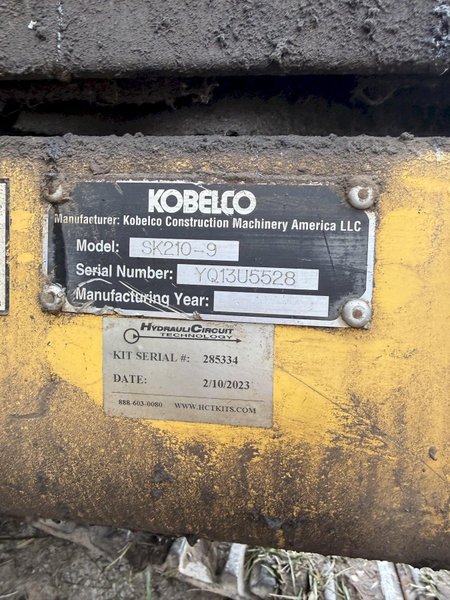 KOBELCO
Manufacturer: Kobelco Construction Machinery America LLC
Model: SK210-9
Serial Number: YQ13U5528
Manufacturing Year:
HYDRAULICIRCUIT
TECHNOLOGY
KIT SERIAL #: 285334
DATE: 2/10/2023
888-603-0080 WWW.HCTKITS.COM